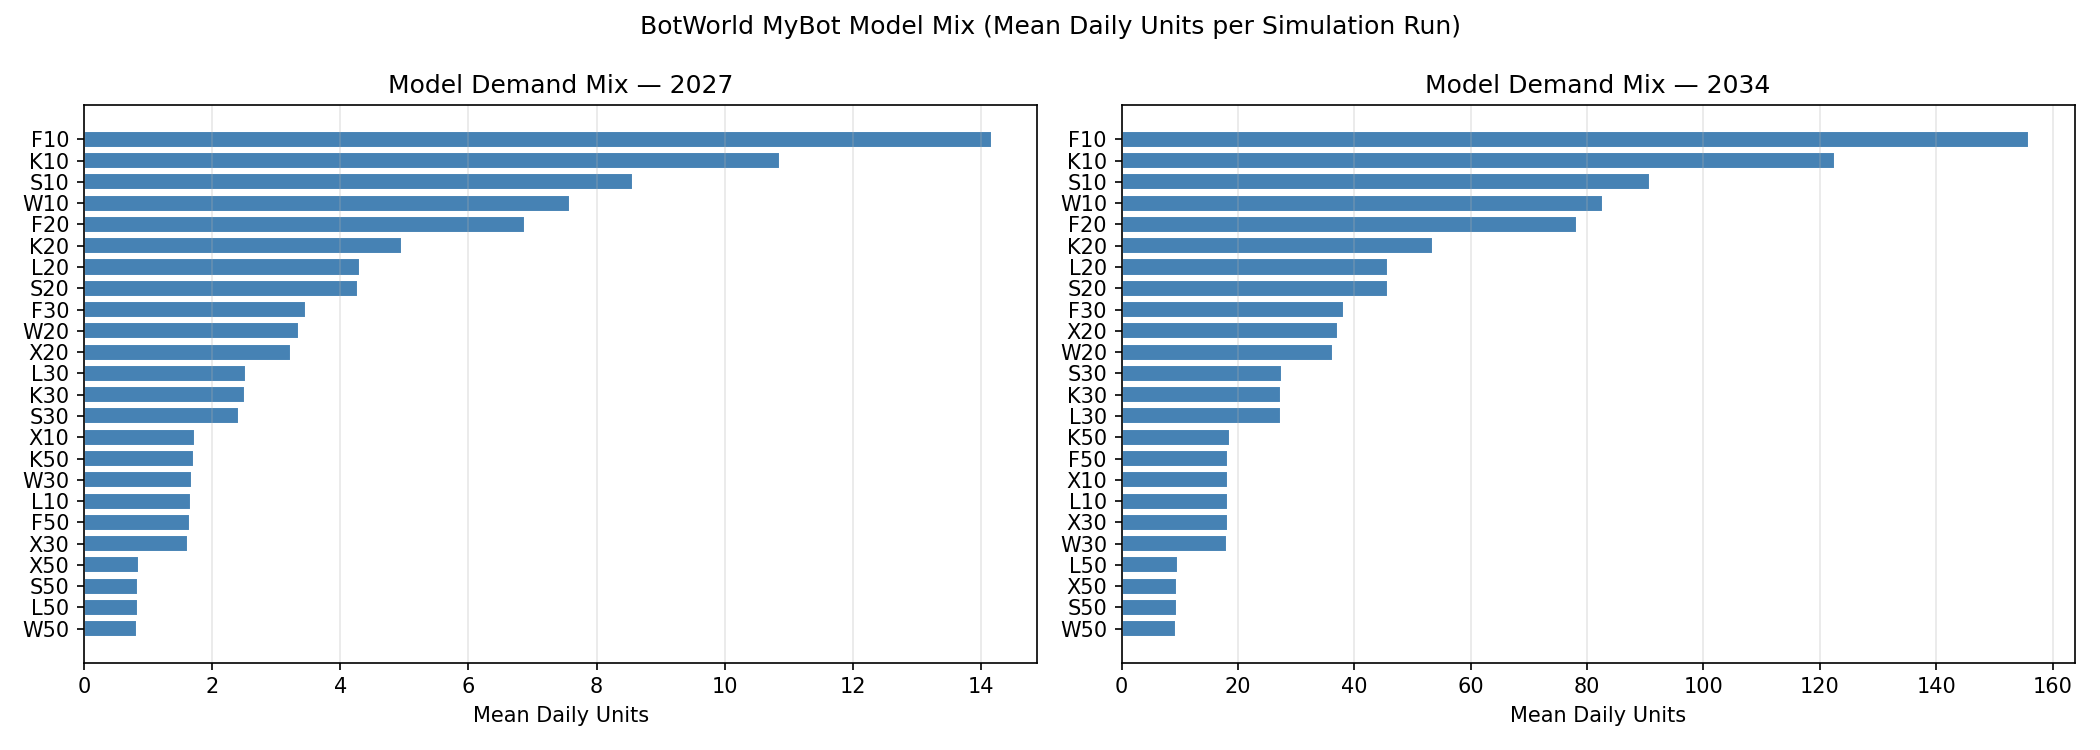 BotWorld MyBot Model Mix (Mean Daily Units per Simulation Run)
Model Demand Mix — 2027
F10
K10
S10
W10
F20
K20
L20
S20
F30
W20
X20
L30
K30
S30
X10
K50
W30
L10
F50
X30
X50
S50
L50
W50
0 2 4 6 8 10 12 14
Mean Daily Units
Model Demand Mix — 2034
F10
K10
S10
W10
F20
K20
L20
S20
F30
X20
W20
S30
K30
L30
K50
F50
X10
L10
X30
W30
L50
X50
S50
W50
0 20 40 60 80 100 120 140 160
Mean Daily Units